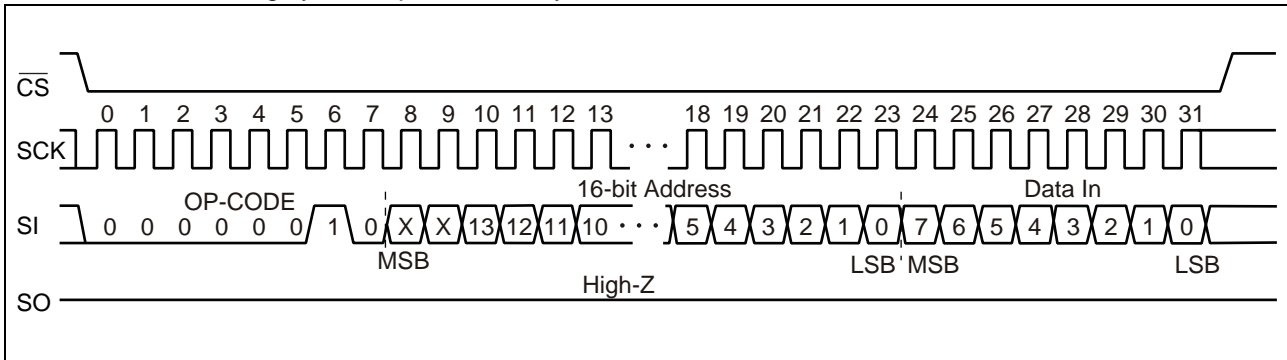 CS
0 1 2 3 4 5 6 7 8 9 10 11 12 13 18 19 20 21 22 23 24 25 26 27 28 29 30 31
SCK
OP-CODE 16-bit Address Data In
SI 0 0 0 0 0 0 1 0 X X 13 12 11 10 · · · 5 4 3 2 1 0 7 6 5 4 3 2 1 0
MSB LSB MSB LSB
High-Z
SO